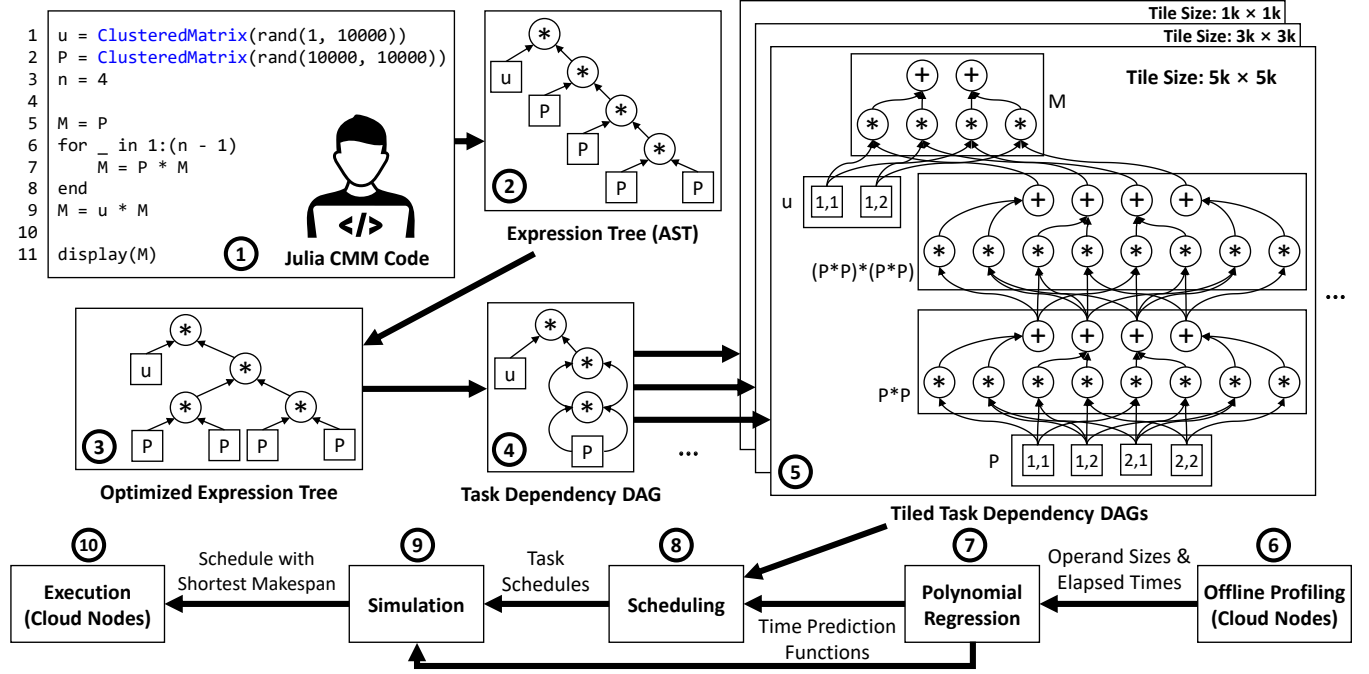 1 u = ClusteredMatrix(rand(1, 10000))
2 P = ClusteredMatrix(rand(10000, 10000))
3 n = 4
4
5 M = P
6 for _ in 1:(n - 1)
7 M = P * M
8 end
9 M = u * M
10
11 display(M)
</>
1 Julia CMM Code
*
u *
P *
P *
P P
2
Expression Tree (AST)
*
u *
* *
P P P P
3
Optimized Expression Tree
*
u *
*
P
4
...
Task Dependency DAG
Tile Size: 1k × 1k
Tile Size: 3k × 3k
Tile Size: 5k × 5k
+ +
M
* * * *
u 1,1 1,2
+ + + +
* * * * * * * *
(P*P)*(P*P)
...
+ + + +
* * * * * * * *
P*P
P 1,1 1,2 2,1 2,2
5
Tiled Task Dependency DAGs
10
Execution
(Cloud Nodes)
Schedule with
Shortest Makespan
9
Simulation
Task
Schedules
8
Scheduling
Time Prediction
Functions
7
Polynomial
Regression
Operand Sizes &
Elapsed Times
6
Offline Profiling
(Cloud Nodes)